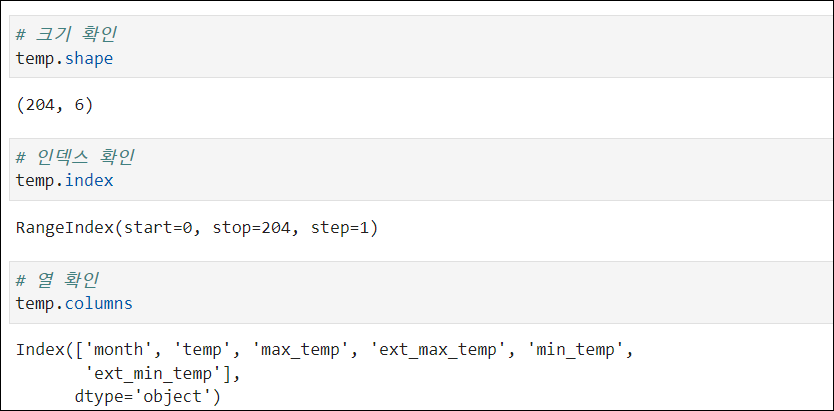 # 크기 확인
temp.shape
(204, 6)
# 인덱스 확인
temp.index
RangeIndex(start=0, stop=204, step=1)
# 열 확인
temp.columns
Index(['month', 'temp', 'max_temp', 'ext_max_temp', 'min_temp',
       'ext_min_temp'],
      dtype='object')